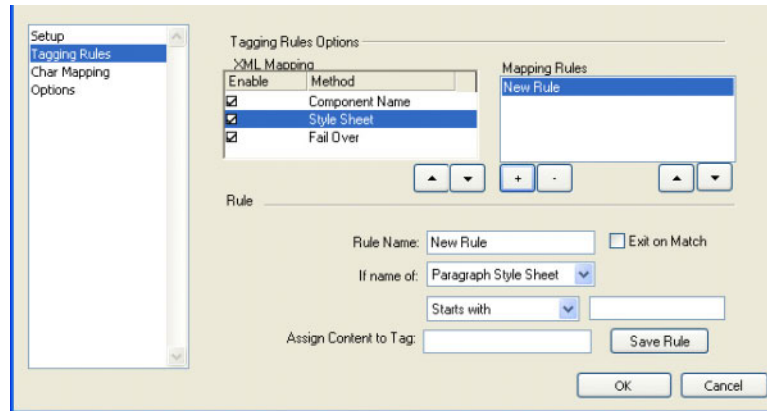 Setup
Tagging Rules
Char Mapping
Options
Tagging Rules Options
XML Mapping
Enable Method
Component Name
Style Sheet
Fail Over
Mapping Rules
New Rule
+ -
Rule
Rule Name: New Rule Exit on Match
If name of: Paragraph Style Sheet
Starts with
Assign Content to Tag: Save Rule
OK Cancel